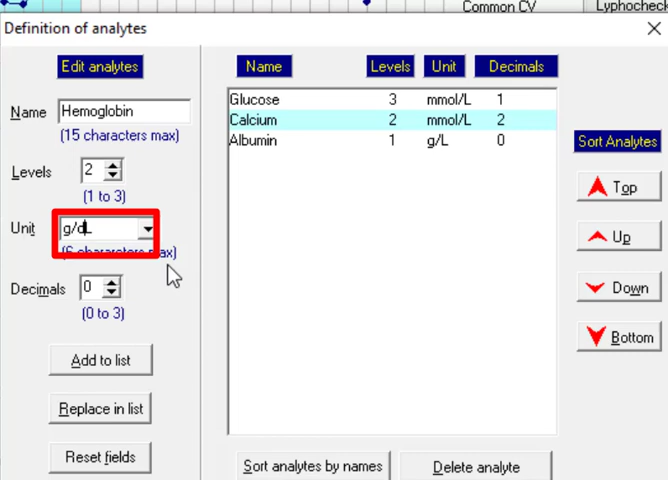 Common CV
Lyphocheck
Definition of analytes
Edit analytes
Name Levels Unit Decimals
Name Hemoglobin
(15 characters max)
Levels 2
(1 to 3)
Unit g/dL
(6 chararcters max)
Decimals 0
(0 to 3)
Add to list
Replace in list
Reset fields
Glucose 3 mmol/L 1
Calcium 2 mmol/L 2
Albumin 1 g/L 0
Sort analytes by names
Delete analyte
Sort Analytes
Top
Up
Down
Bottom